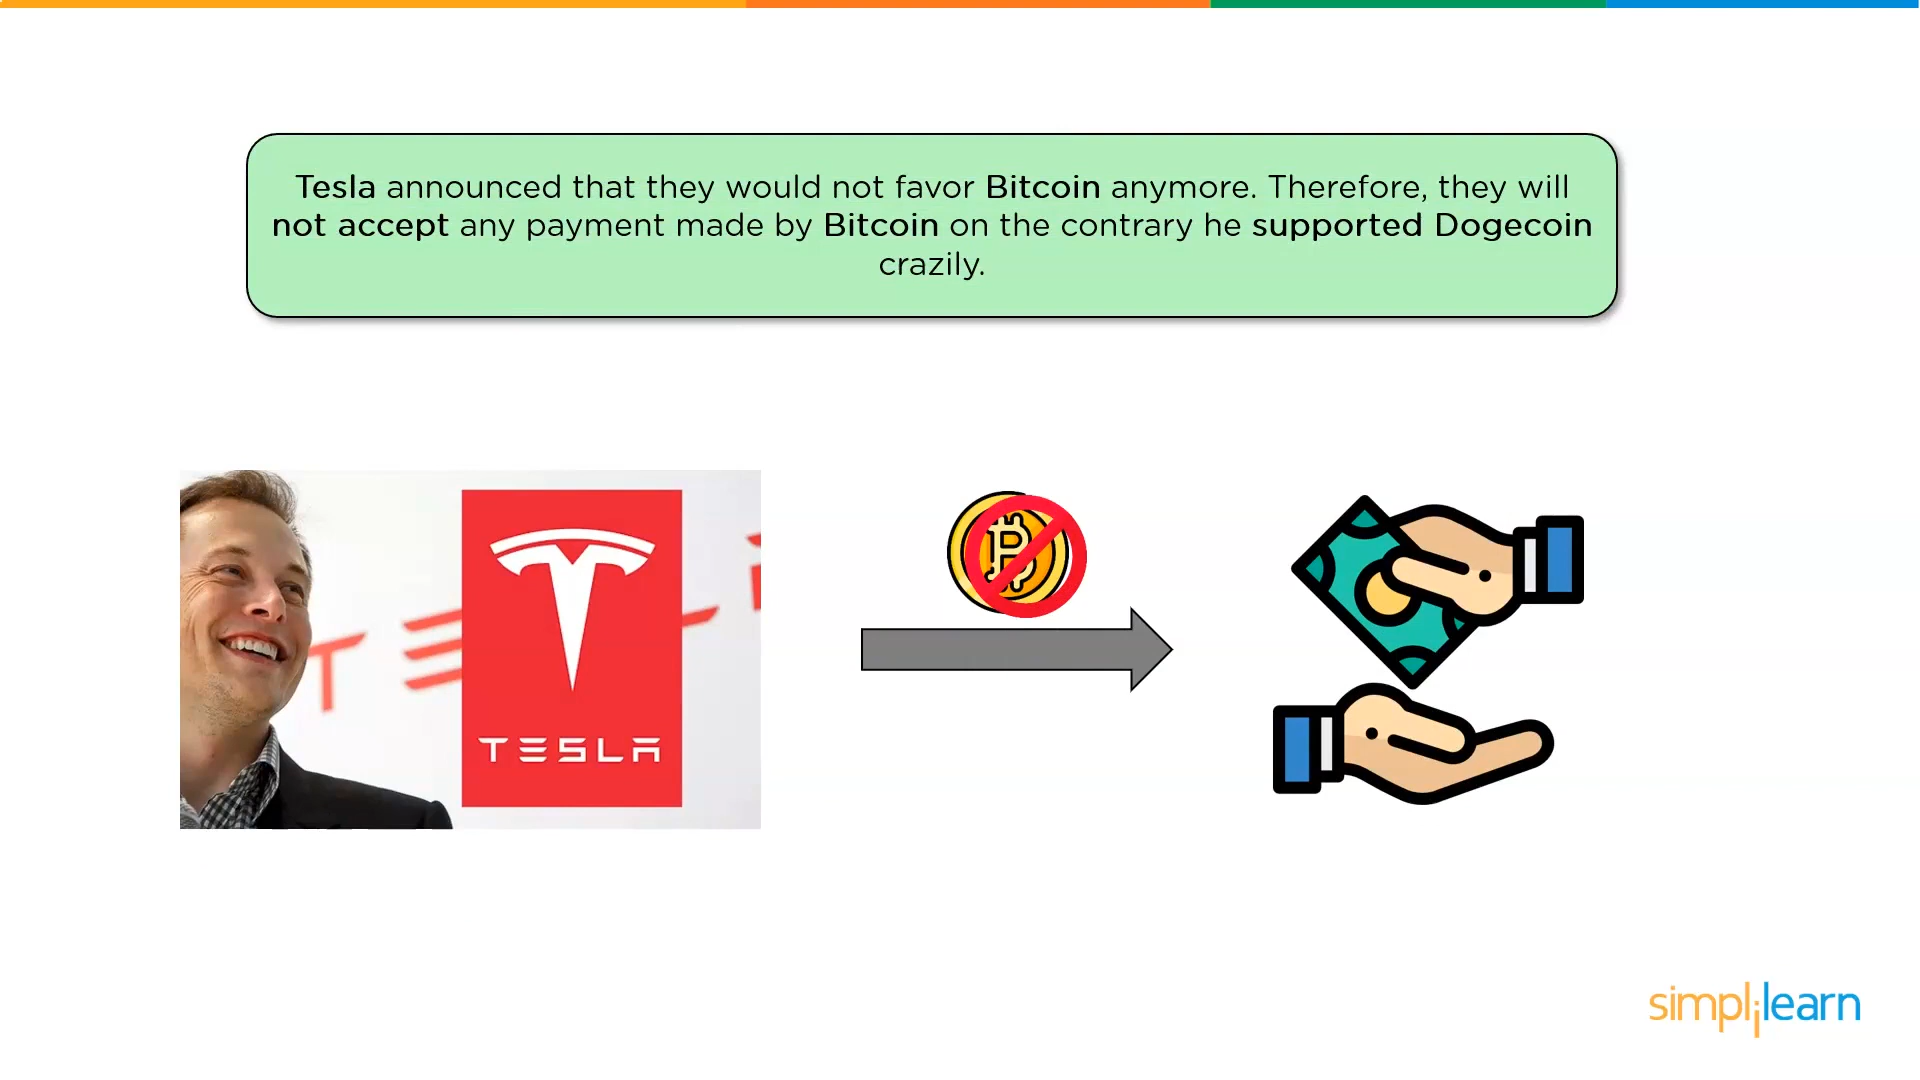 Tesla announced that they would not favor Bitcoin anymore. Therefore, they will
not accept any payment made by Bitcoin on the contrary he supported Dogecoin
crazily.
TESLA
TESLA
simplilearn